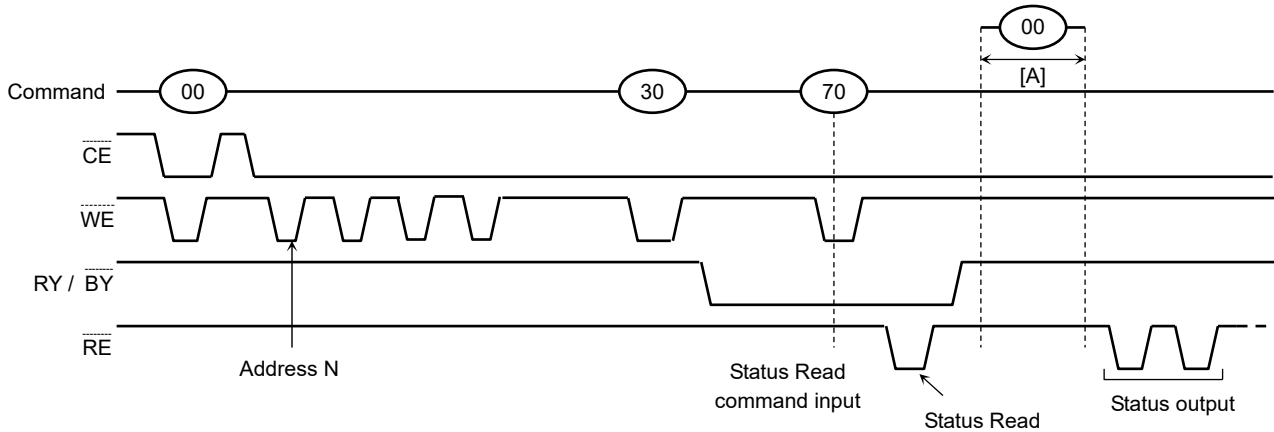 00
[A]
Command 00 30 70
CE
WE
RY / BY
RE
Address N
Status Read
command input
Status Read
Status output